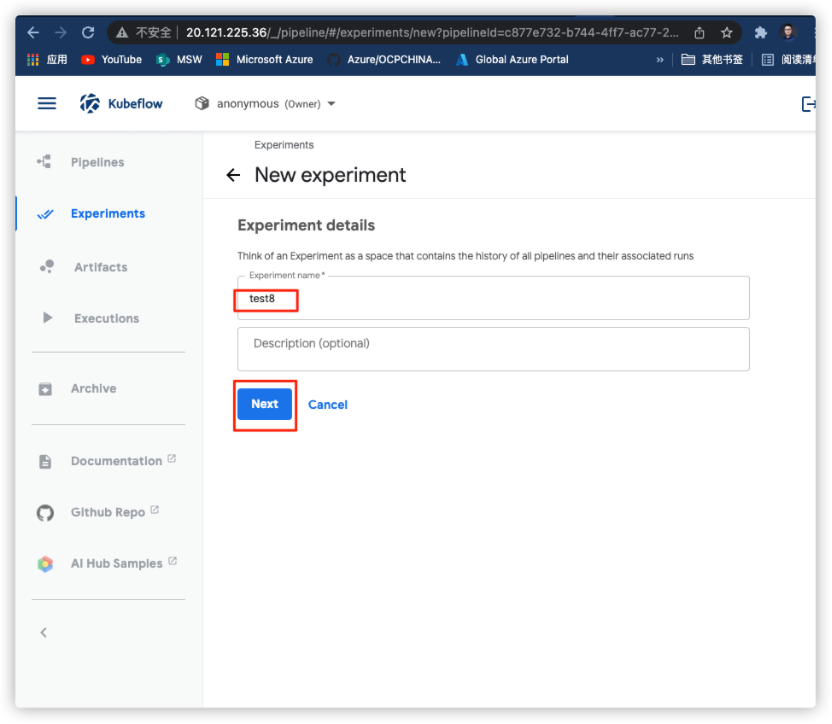 不安全 20.121.225.36/_/pipeline/#/experiments/new?pipelineId=c877e732-b744-4ff7-ac77-2...
应用 YouTube MSW Microsoft Azure Azure/OCPCHINA... Global Azure Portal » 其他书签 阅读清单
Kubeflow anonymous (Owner)
Experiments
New experiment
Pipelines
Experiments
Artifacts
Executions
Archive
Documentation
Github Repo
AI Hub Samples
Experiment details
Think of an Experiment as a space that contains the history of all pipelines and their associated runs
Experiment name *
test8
Description (optional)
Next Cancel